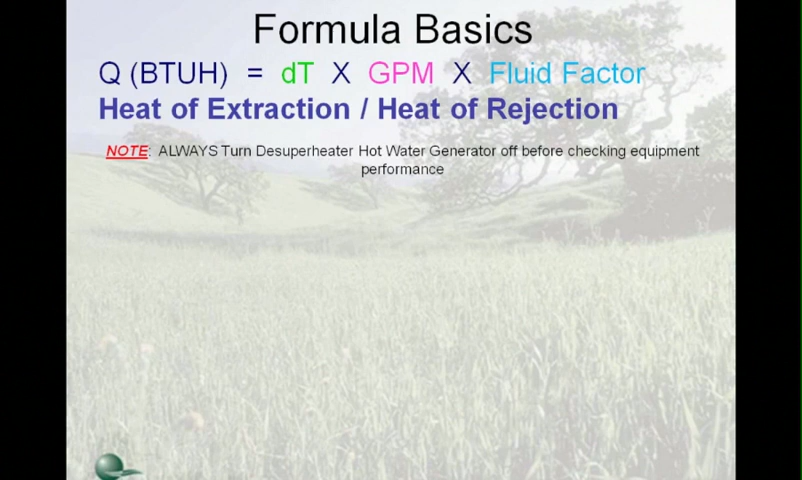 Formula Basics
Q (BTUH) = dT X GPM X Fluid Factor
Heat of Extraction / Heat of Rejection
NOTE: ALWAYS Turn Desuperheater Hot Water Generator off before checking equipment
performance